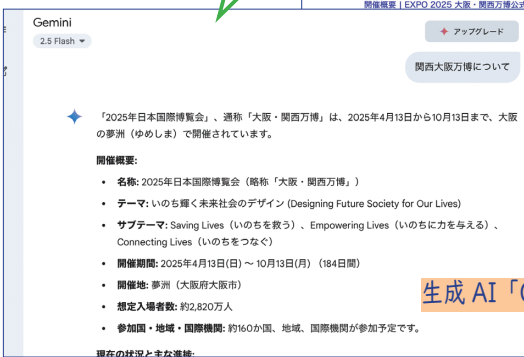 開催概要 | EXPO 2025 大阪・関西万博公式
Gemini
2.5 Flash
アップグレード
関西大阪万博について
「2025年日本国際博覧会」、通称「大阪・関西万博」は、2025年4月13日から10月13日まで、大阪
の夢洲（ゆめしま）で開催されています。
開催概要:
• 名称: 2025年日本国際博覧会（略称「大阪・関西万博」）
• テーマ: いのち輝く未来社会のデザイン (Designing Future Society for Our Lives)
• サブテーマ: Saving Lives（いのちを救う）、Empowering Lives（いのちに力を与える）、
Connecting Lives（いのちをつなぐ）
• 開催期間: 2025年4月13日(日) ～ 10月13日(月) （184日間）
• 開催地: 夢洲（大阪府大阪市）
• 想定入場者数: 約2,820万人
生成 AI「
• 参加国・地域・国際機関: 約160か国、地域、国際機関が参加予定です。
現在の状況と主な進捗: